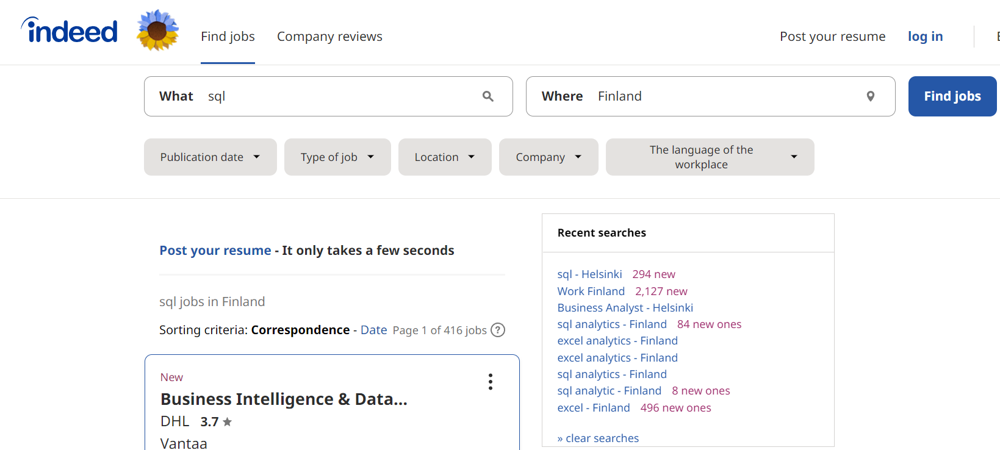 indeed
Find jobs
Company reviews
Post your resume
log in
What sql
Where Finland
Find jobs
Publication date
Type of job
Location
Company
The language of the
workplace
Post your resume - It only takes a few seconds
sql jobs in Finland
Sorting criteria: Correspondence - Date Page 1 of 416 jobs ?
New
Business Intelligence & Data...
DHL 3.7 ★
Vantaa
Recent searches
sql - Helsinki 294 new
Work Finland 2,127 new
Business Analyst - Helsinki
sql analytics - Finland 84 new ones
excel analytics - Finland
excel analytics - Finland
sql analytics - Finland
sql analytic - Finland 8 new ones
excel - Finland 496 new ones
» clear searches